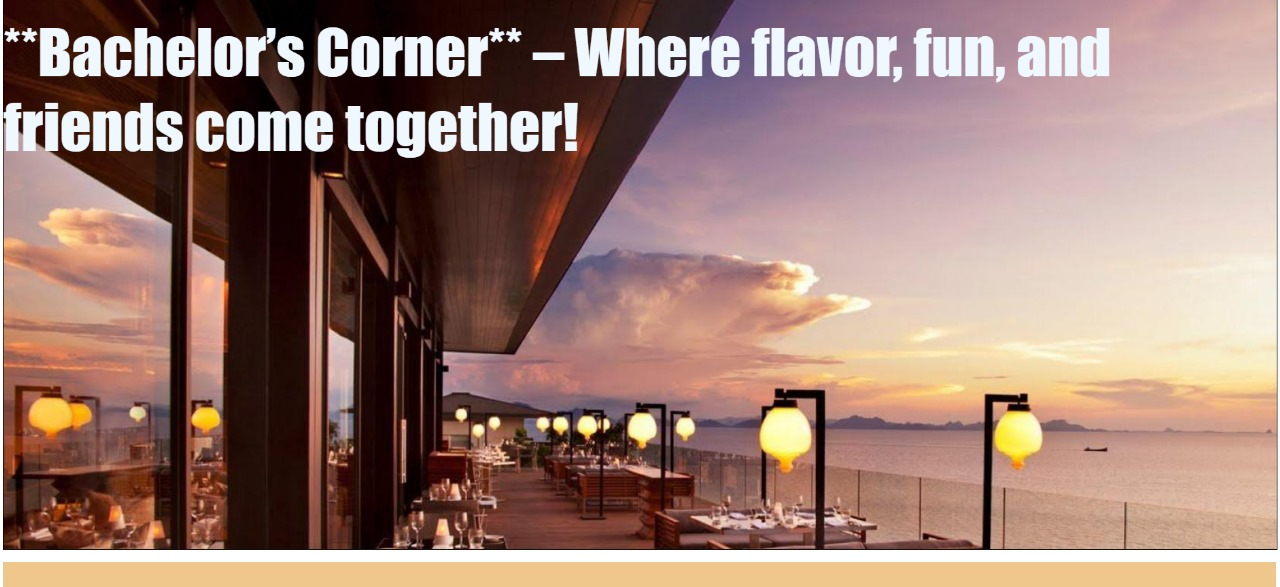 **Bachelor’s Corner** – Where flavor, fun, and
friends come together!